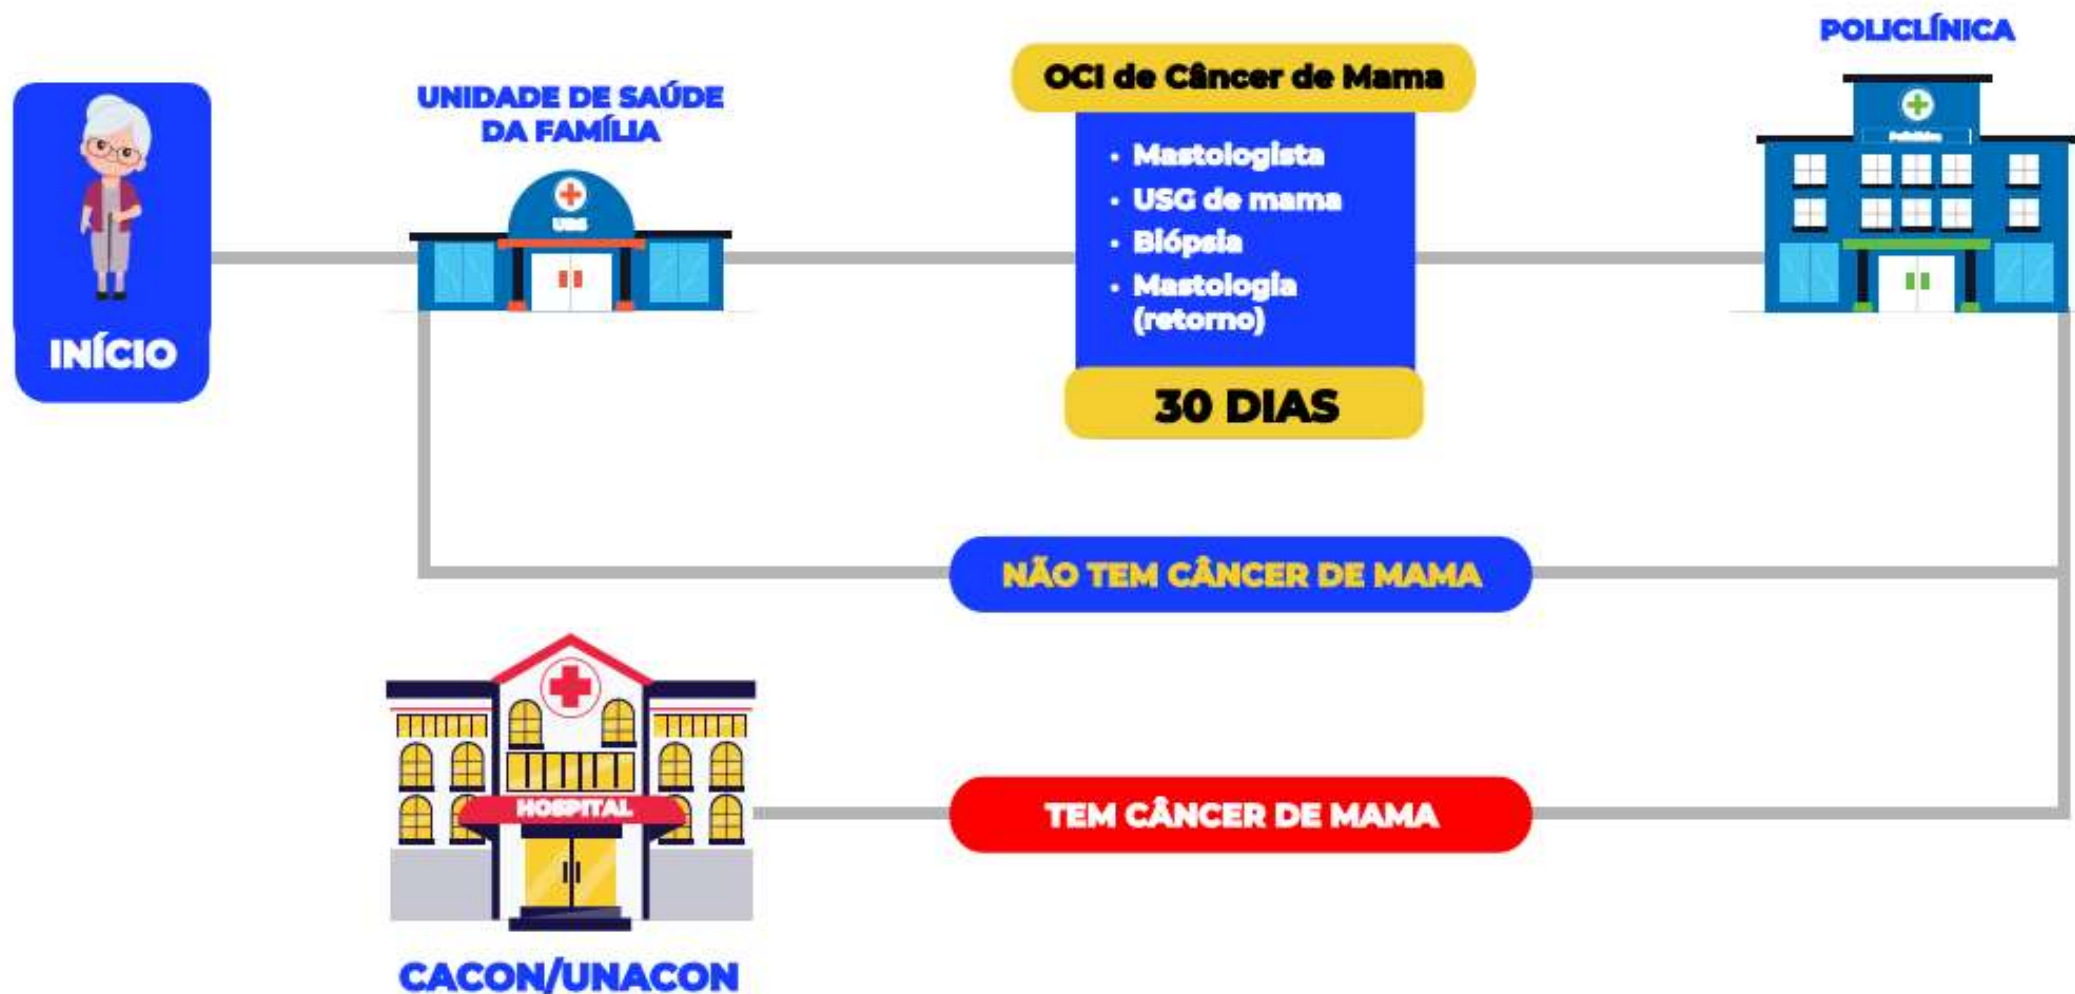 INÍCIO
UNIDADE DE SAÚDE
DA FAMÍLIA
UBS
OCI de Câncer de Mama
• Mastologista
• USG de mama
• Biópsia
• Mastologia
(retorno)
30 DIAS
POLICLÍNICA
NÃO TEM CÂNCER DE MAMA
TEM CÂNCER DE MAMA
HOSPITAL
CACON/UNACON